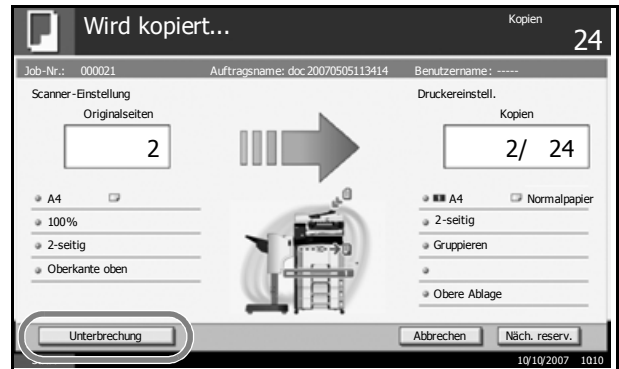 Wird kopiert...
Kopien
24
Job-Nr.: 000021 Auftragsname: doc 20070505113414 Benutzername: -----
Scanner-Einstellung
Originalseiten
2
Druckereinstell.
Kopien
2/ 24
A4
100%
2-seitig
Oberkante oben
A4 Normalpapier
2-seitig
Gruppieren
Obere Ablage
Unterbrechung
Abbrechen
Näch. reserv.
10/10/2007 1010